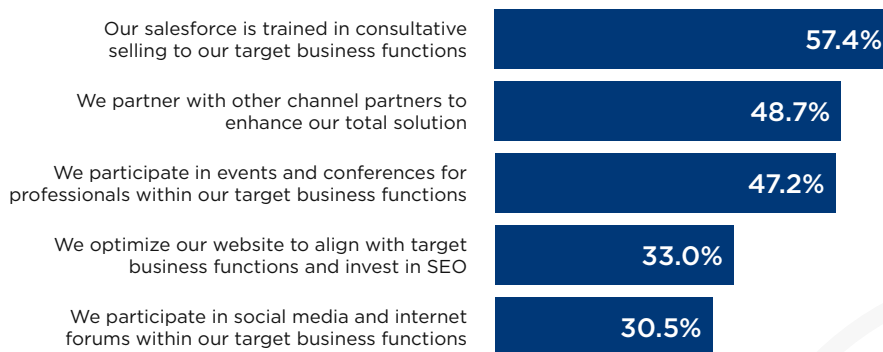 Our salesforce is trained in consultative
selling to our target business functions
57.4%
We partner with other channel partners to
enhance our total solution
48.7%
We participate in events and conferences for
professionals within our target business functions
47.2%
We optimize our website to align with target
business functions and invest in SEO
33.0%
We participate in social media and internet
forums within our target business functions
30.5%